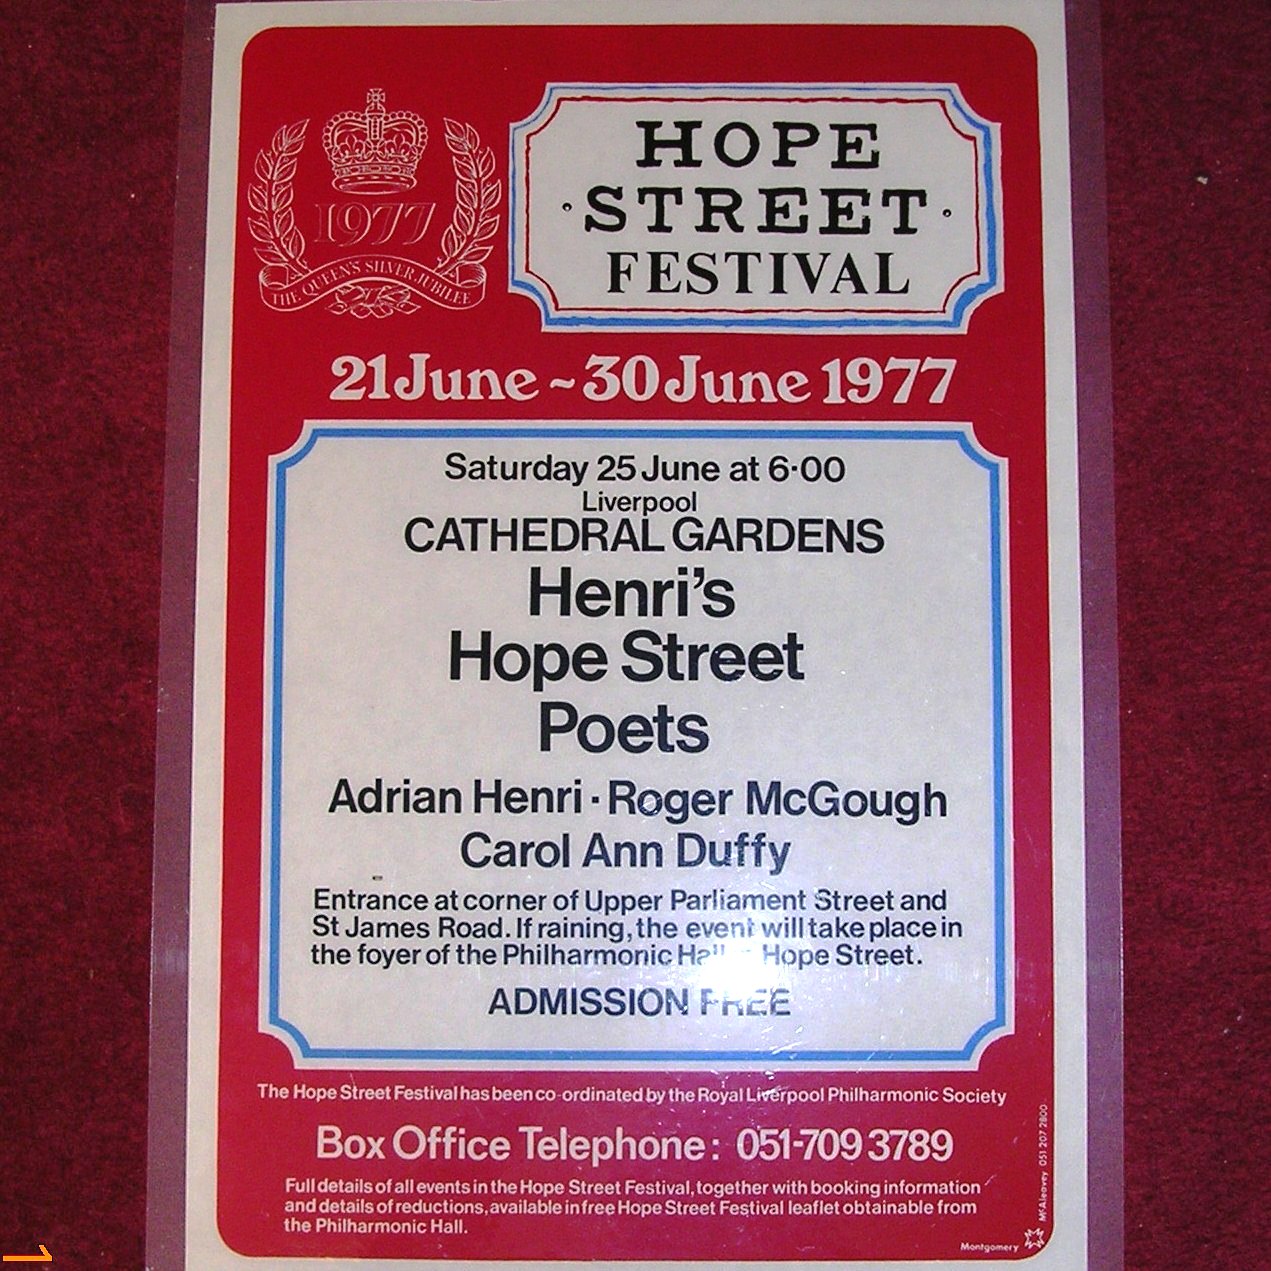 1977
THE QUEEN'S SILVER JUBILEE
HOPE
·STREET·
FESTIVAL
21 June ~ 30 June 1977
Saturday 25 June at 6·00
Liverpool
CATHEDRAL GARDENS
Henri's
Hope Street
Poets
Adrian Henri · Roger McGough
Carol Ann Duffy
Entrance at corner of Upper Parliament Street and
St James Road. If raining, the event will take place in
the foyer of the Philharmonic Hall Hope Street.
ADMISSION FREE
The Hope Street Festival has been co-ordinated by the Royal Liverpool Philharmonic Society
Box Office Telephone: 051-709 3789
Full details of all events in the Hope Street Festival, together with booking information
and details of reductions, available in free Hope Street Festival leaflet obtainable from
the Philharmonic Hall.
Montgomery
McAleavey 051 207 2800
1